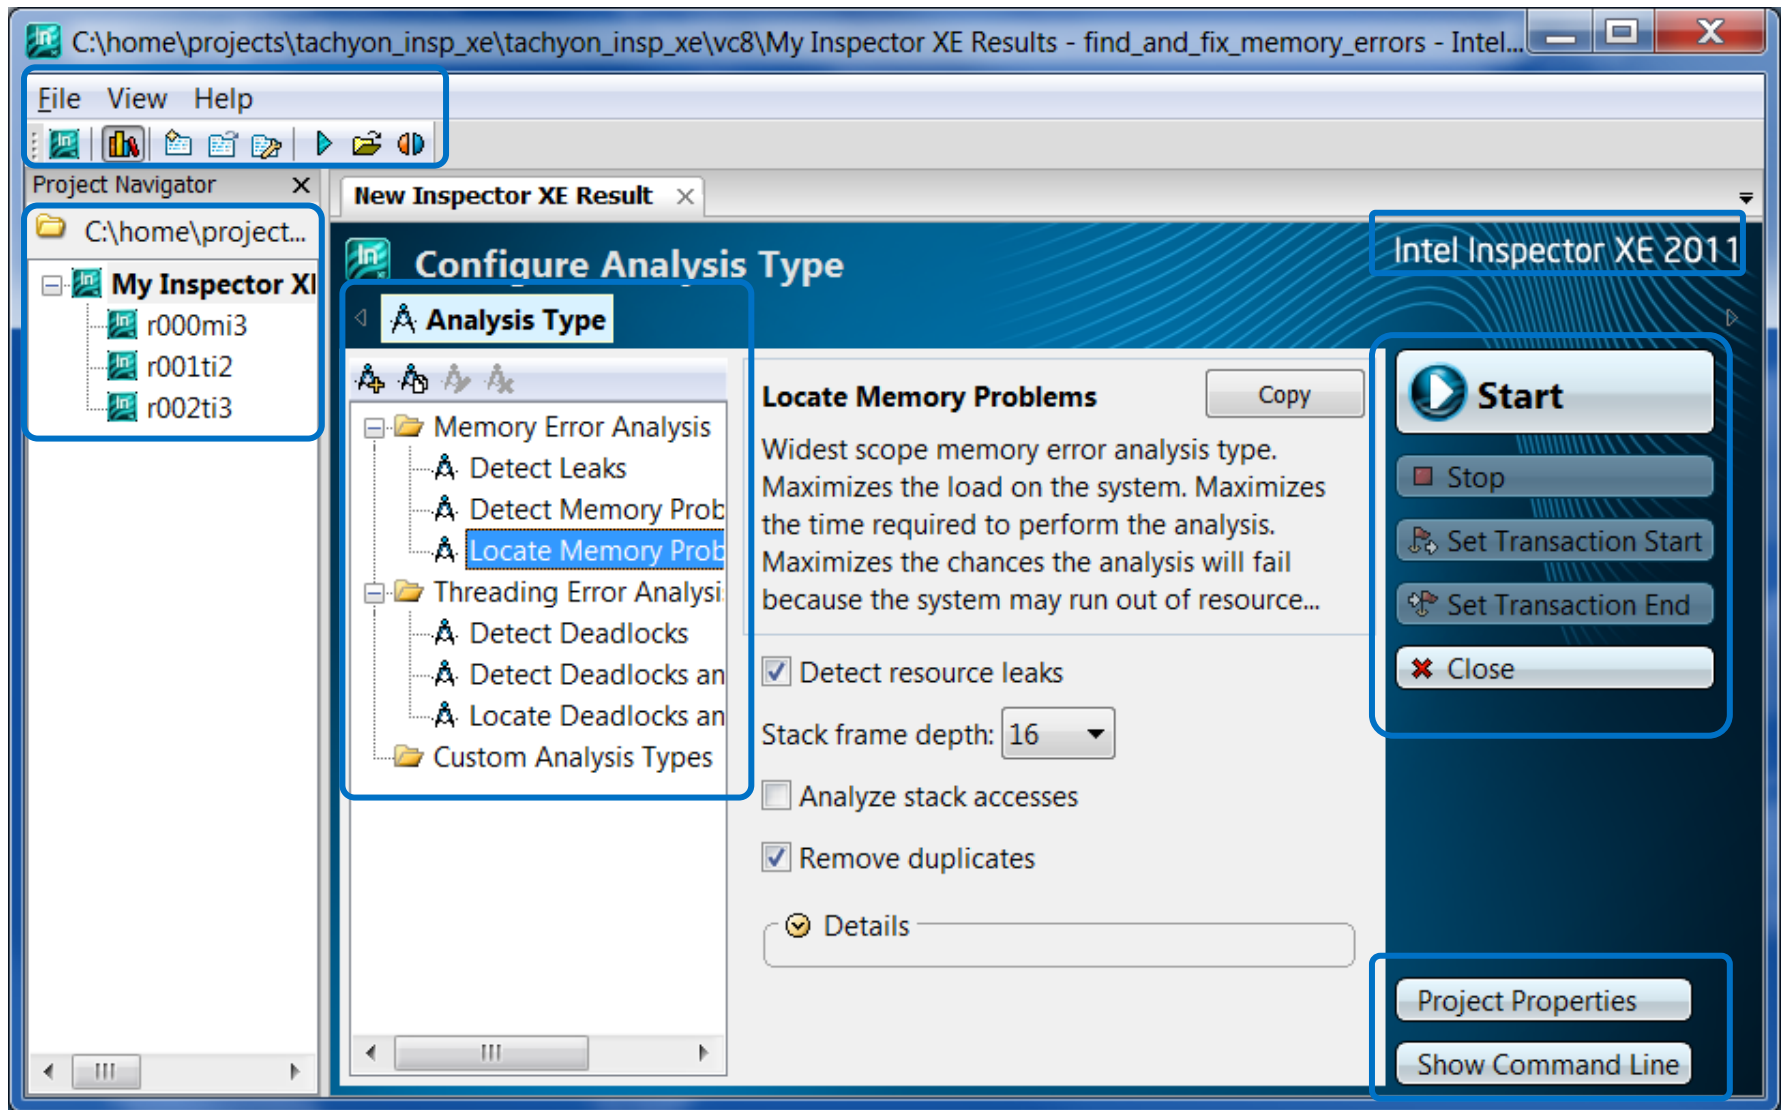 C:\home\projects\tachyon_insp_xe\tachyon_insp_xe\vc8\My Inspector XE Results - find_and_fix_memory_errors - Intel...
File View Help
Project Navigator
C:\home\project...
My Inspector XI
r000mi3
r001ti2
r002ti3
New Inspector XE Result
Configure Analysis Type
Intel Inspector XE 2011
Analysis Type
Memory Error Analysis
Detect Leaks
Detect Memory Prob
Locate Memory Prob
Threading Error Analysi
Detect Deadlocks
Detect Deadlocks an
Locate Deadlocks an
Custom Analysis Types
Locate Memory Problems
Copy
Widest scope memory error analysis type.
Maximizes the load on the system. Maximizes
the time required to perform the analysis.
Maximizes the chances the analysis will fail
because the system may run out of resource...
Detect resource leaks
Stack frame depth: 16
Analyze stack accesses
Remove duplicates
Details
Start
Stop
Set Transaction Start
Set Transaction End
Close
Project Properties
Show Command Line